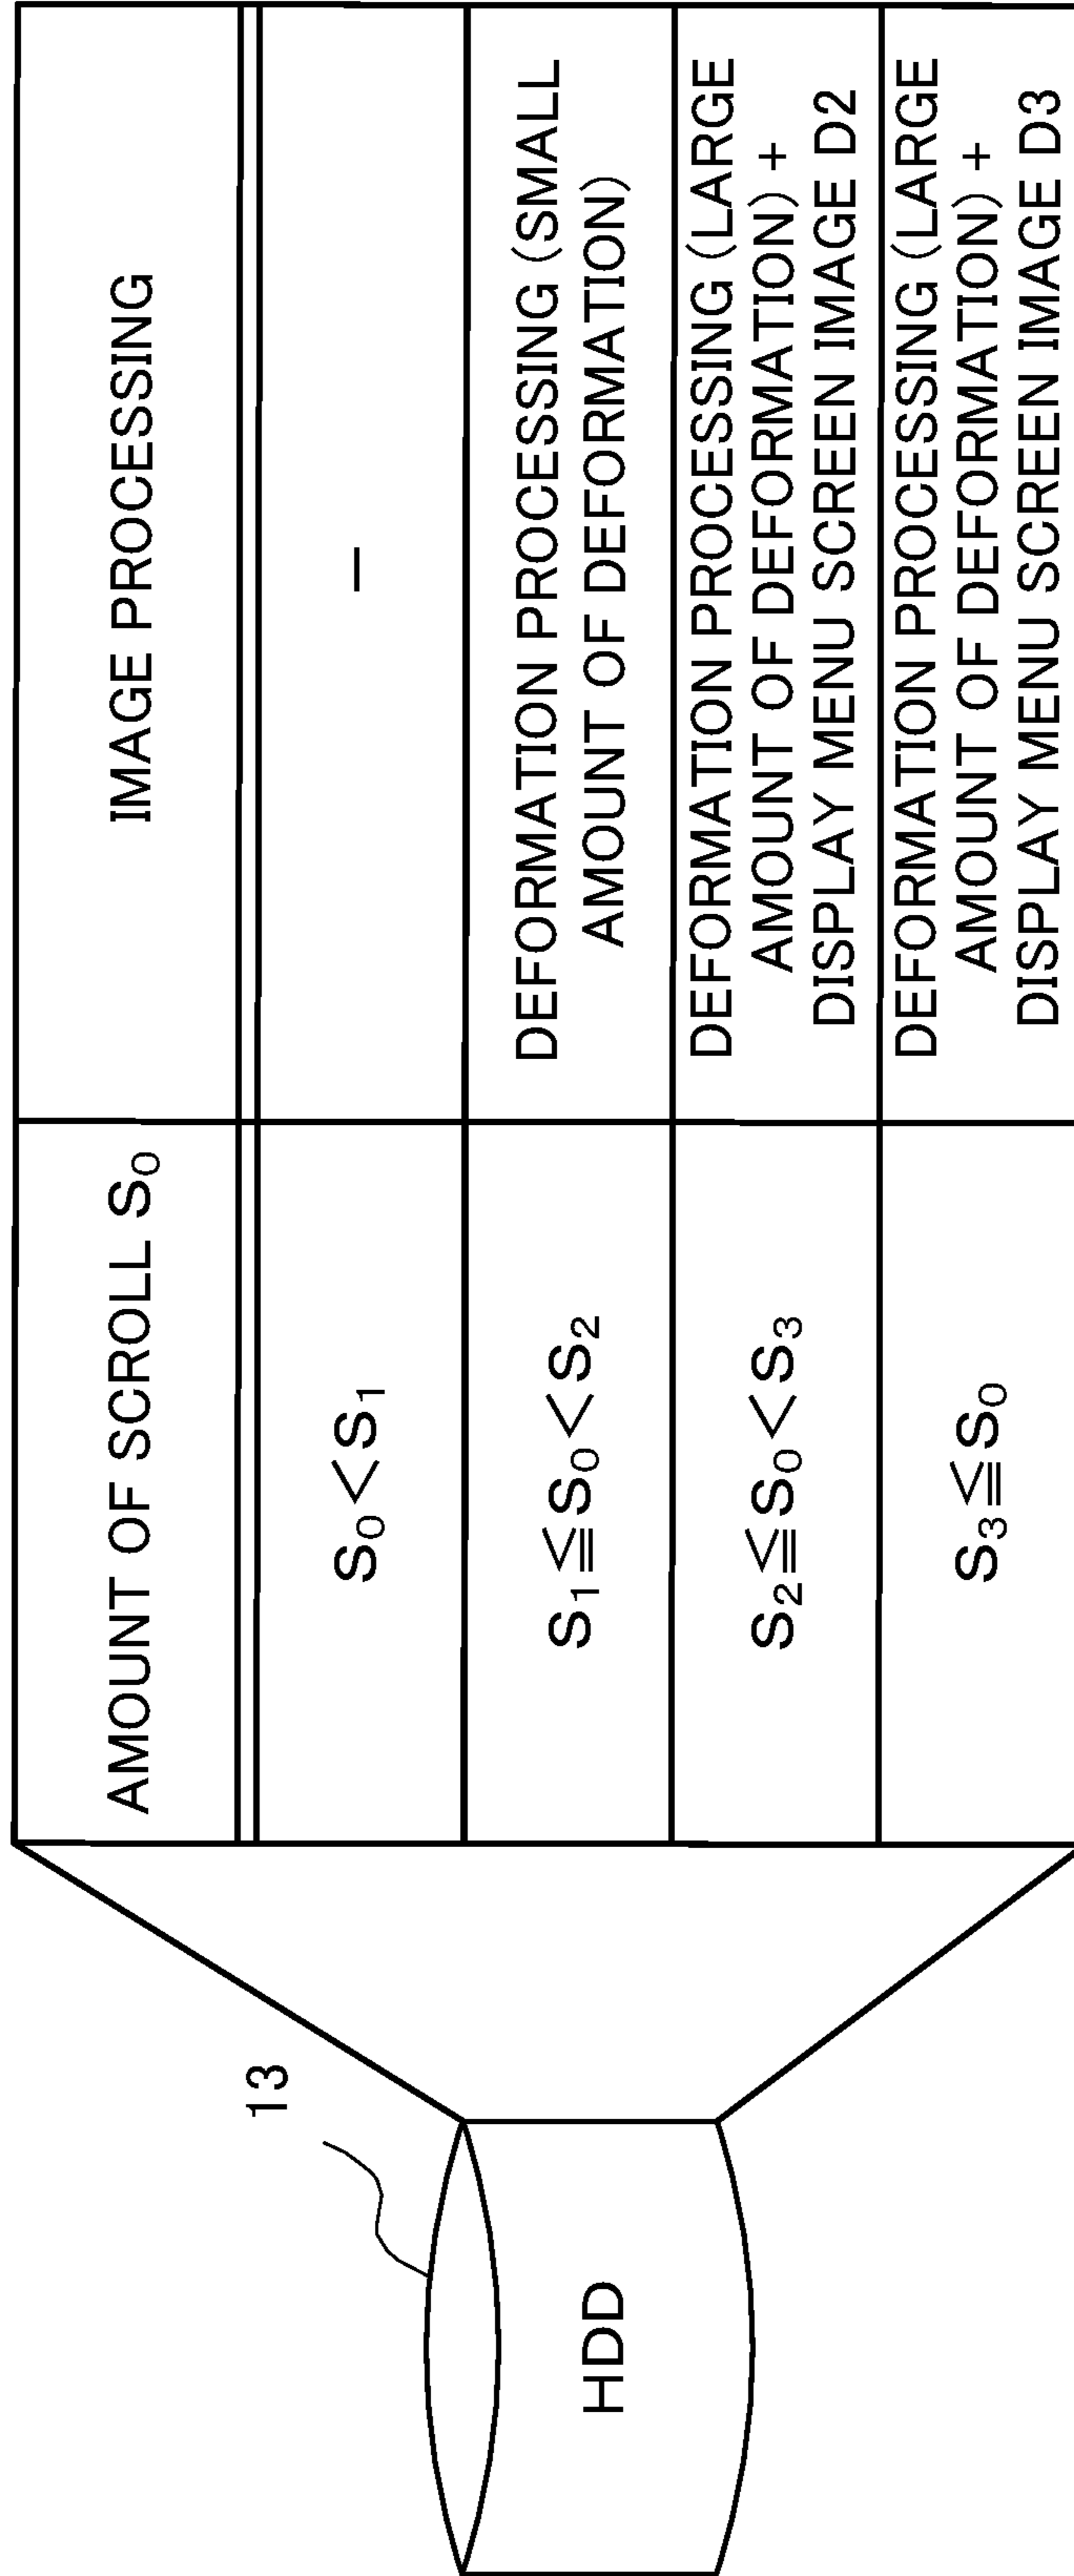 13
HDD
AMOUNT OF SCROLL S₀
IMAGE PROCESSING
S₀<S₁
–
S₁≦S₀<S₂
DEFORMATION PROCESSING (SMALL
AMOUNT OF DEFORMATION)
S₂≦S₀<S₃
DEFORMATION PROCESSING (LARGE
AMOUNT OF DEFORMATION) +
DISPLAY MENU SCREEN IMAGE D2
S₃≦S₀
DEFORMATION PROCESSING (LARGE
AMOUNT OF DEFORMATION) +
DISPLAY MENU SCREEN IMAGE D3